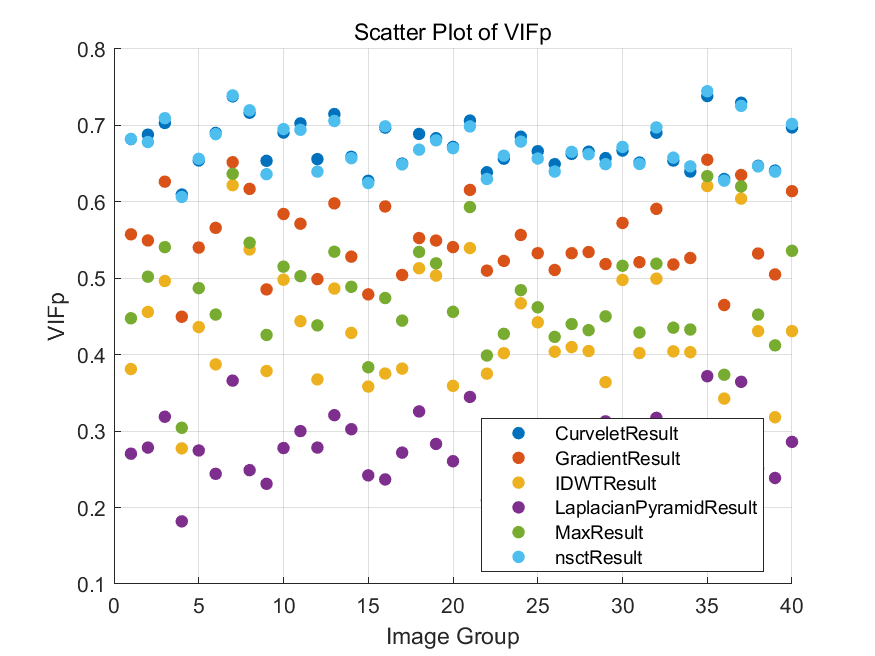 Scatter Plot of VIFp
0.8
0.7
0.6
0.5
0.4
0.3
0.2
0.1
VIFp
CurveletResult
GradientResult
IDWTResult
LaplacianPyramidResult
MaxResult
nsctResult
0 5 10 15 20 25 30 35 40
Image Group